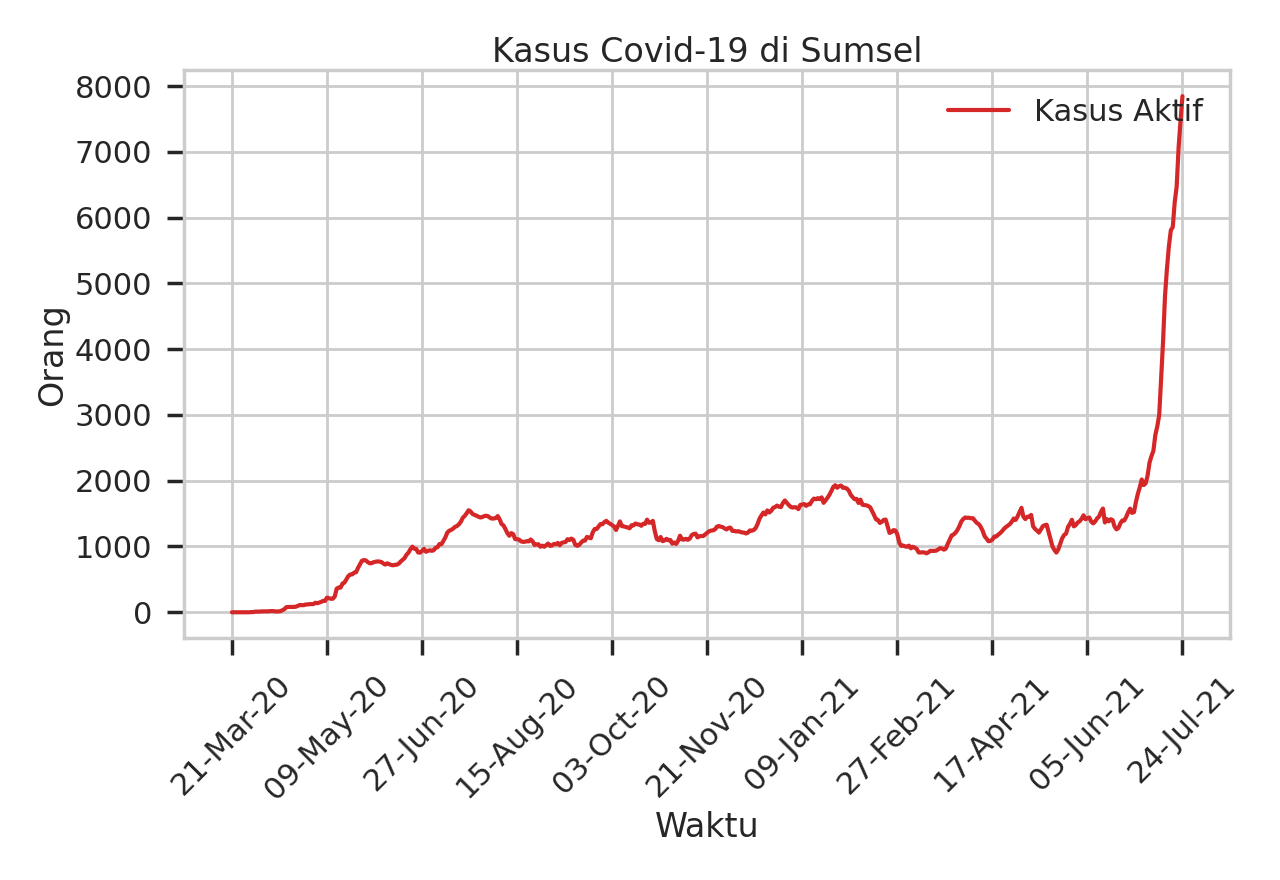 Kasus Covid-19 di Sumsel
Kasus Aktif
8000
7000
6000
5000
4000
3000
2000
1000
0
Orang
21-Mar-20
09-May-20
27-Jun-20
15-Aug-20
03-Oct-20
21-Nov-20
09-Jan-21
27-Feb-21
17-Apr-21
05-Jun-21
24-Jul-21
Waktu